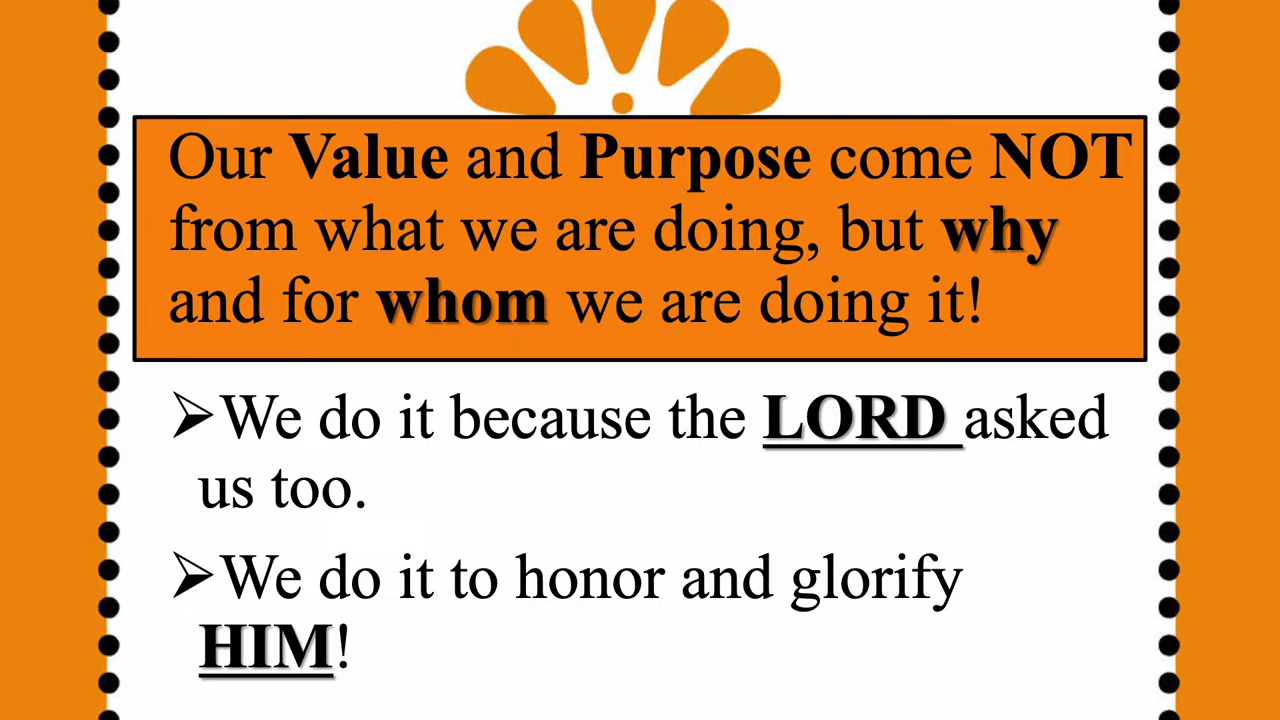 Our Value and Purpose come NOT
from what we are doing, but why
and for whom we are doing it!
➢We do it because the LORD asked
us too.
➢We do it to honor and glorify
HIM!